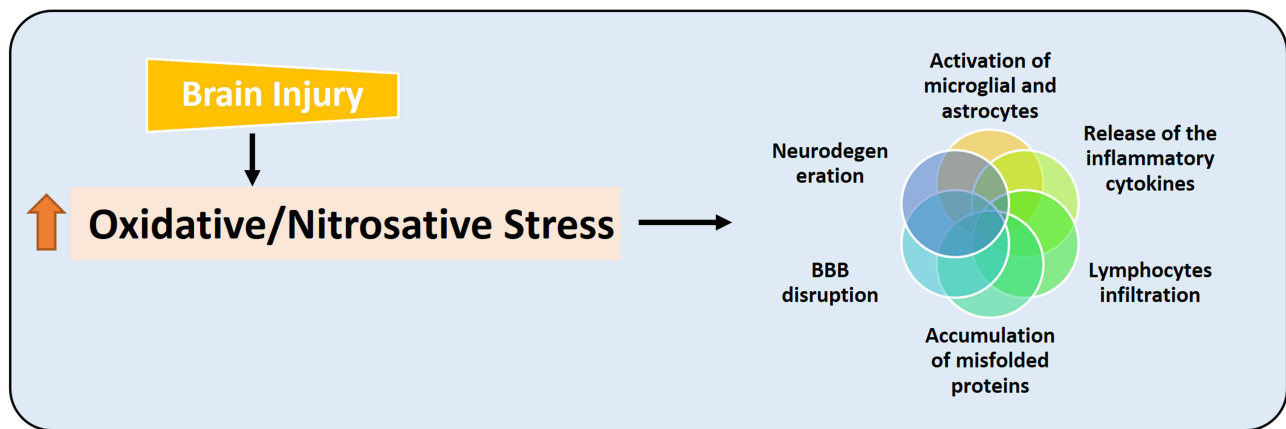 Brain Injury
Oxidative/Nitrosative Stress
Activation of
microglial and
astrocytes
Release of the
inflammatory
cytokines
Lymphocytes
infiltration
Accumulation
of misfolded
proteins
BBB
disruption
Neurodegen
eration